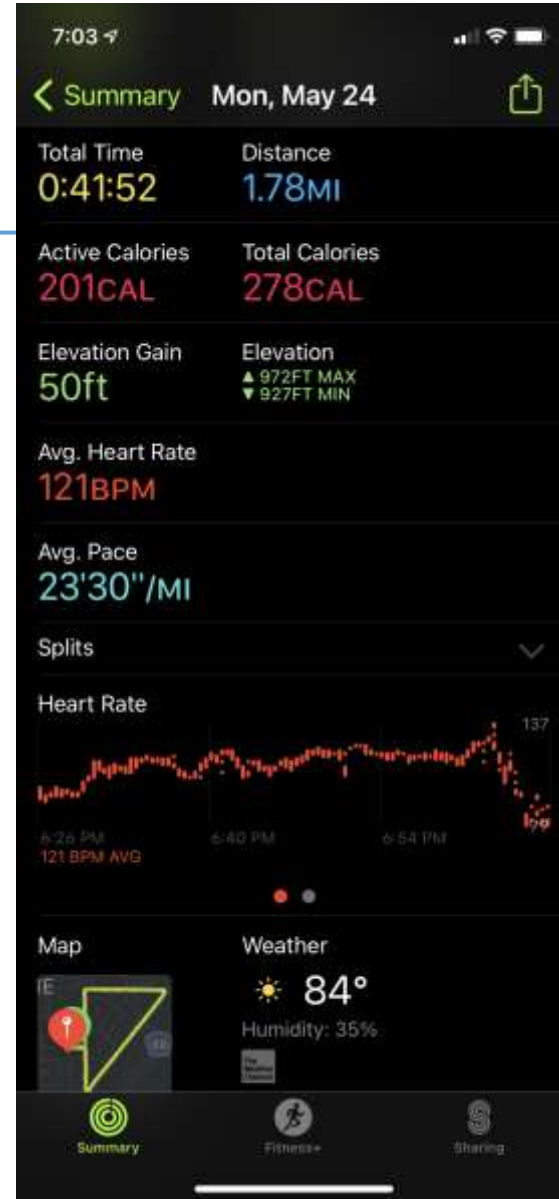 7:03
Summary Mon, May 24
Total Time Distance
0:41:52 1.78MI
Active Calories Total Calories
201CAL 278CAL
Elevation Gain Elevation
50ft ▲ 972FT MAX
▼ 927FT MIN
Avg. Heart Rate
121BPM
Avg. Pace
23'30"/MI
Splits
Heart Rate
137
79
6:26 PM 6:40 PM 6:54 PM
121 BPM AVG
Map Weather
84°
Humidity: 35%
Summary Fitness+ Sharing